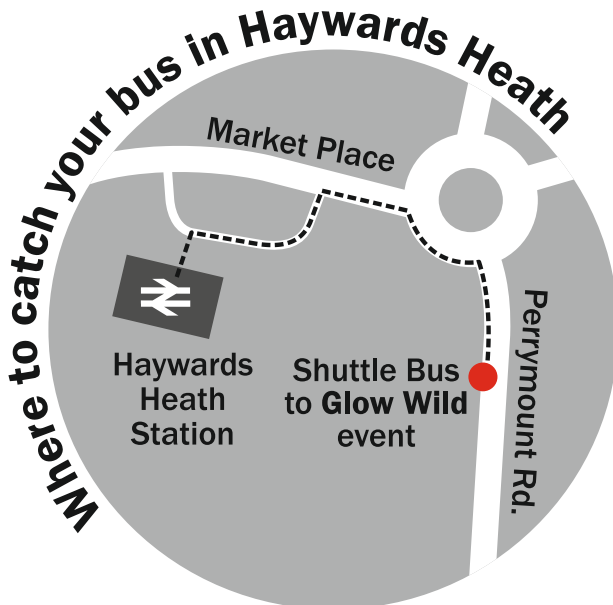 Where to catch your bus in Haywards Heath
Market Place
Haywards
Heath
Station
Shuttle Bus
to Glow Wild
event
Perrymount Rd.